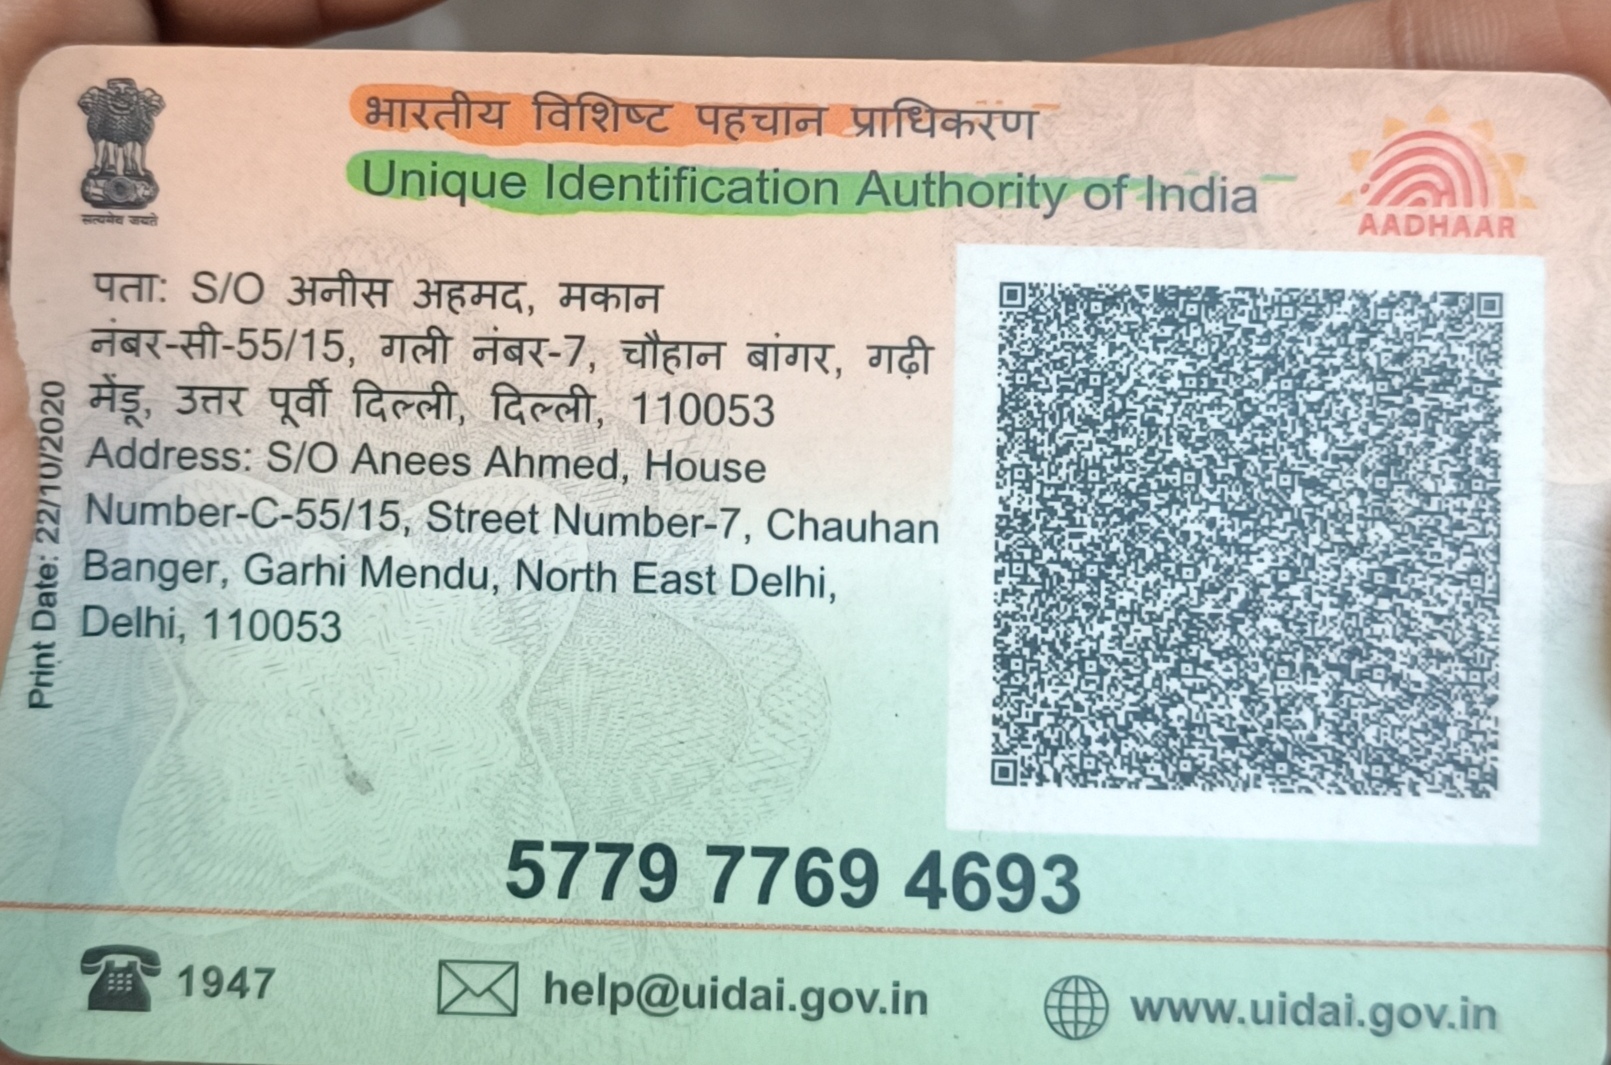 भारतीय विशिष्ट पहचान प्राधिकरण
Unique Identification Authority of India
सत्यमेव जयते
AADHAAR
पता: S/O अनीस अहमद, मकान
नंबर-सी-55/15, गली नंबर-7, चौहान बांगर, गढ़ी
मेंडू, उत्तर पूर्वी दिल्ली, दिल्ली, 110053
Address: S/O Anees Ahmed, House
Number-C-55/15, Street Number-7, Chauhan
Banger, Garhi Mendu, North East Delhi,
Delhi, 110053
Print Date: 22/10/2020
5779 7769 4693
1947
help@uidai.gov.in
www.uidai.gov.in